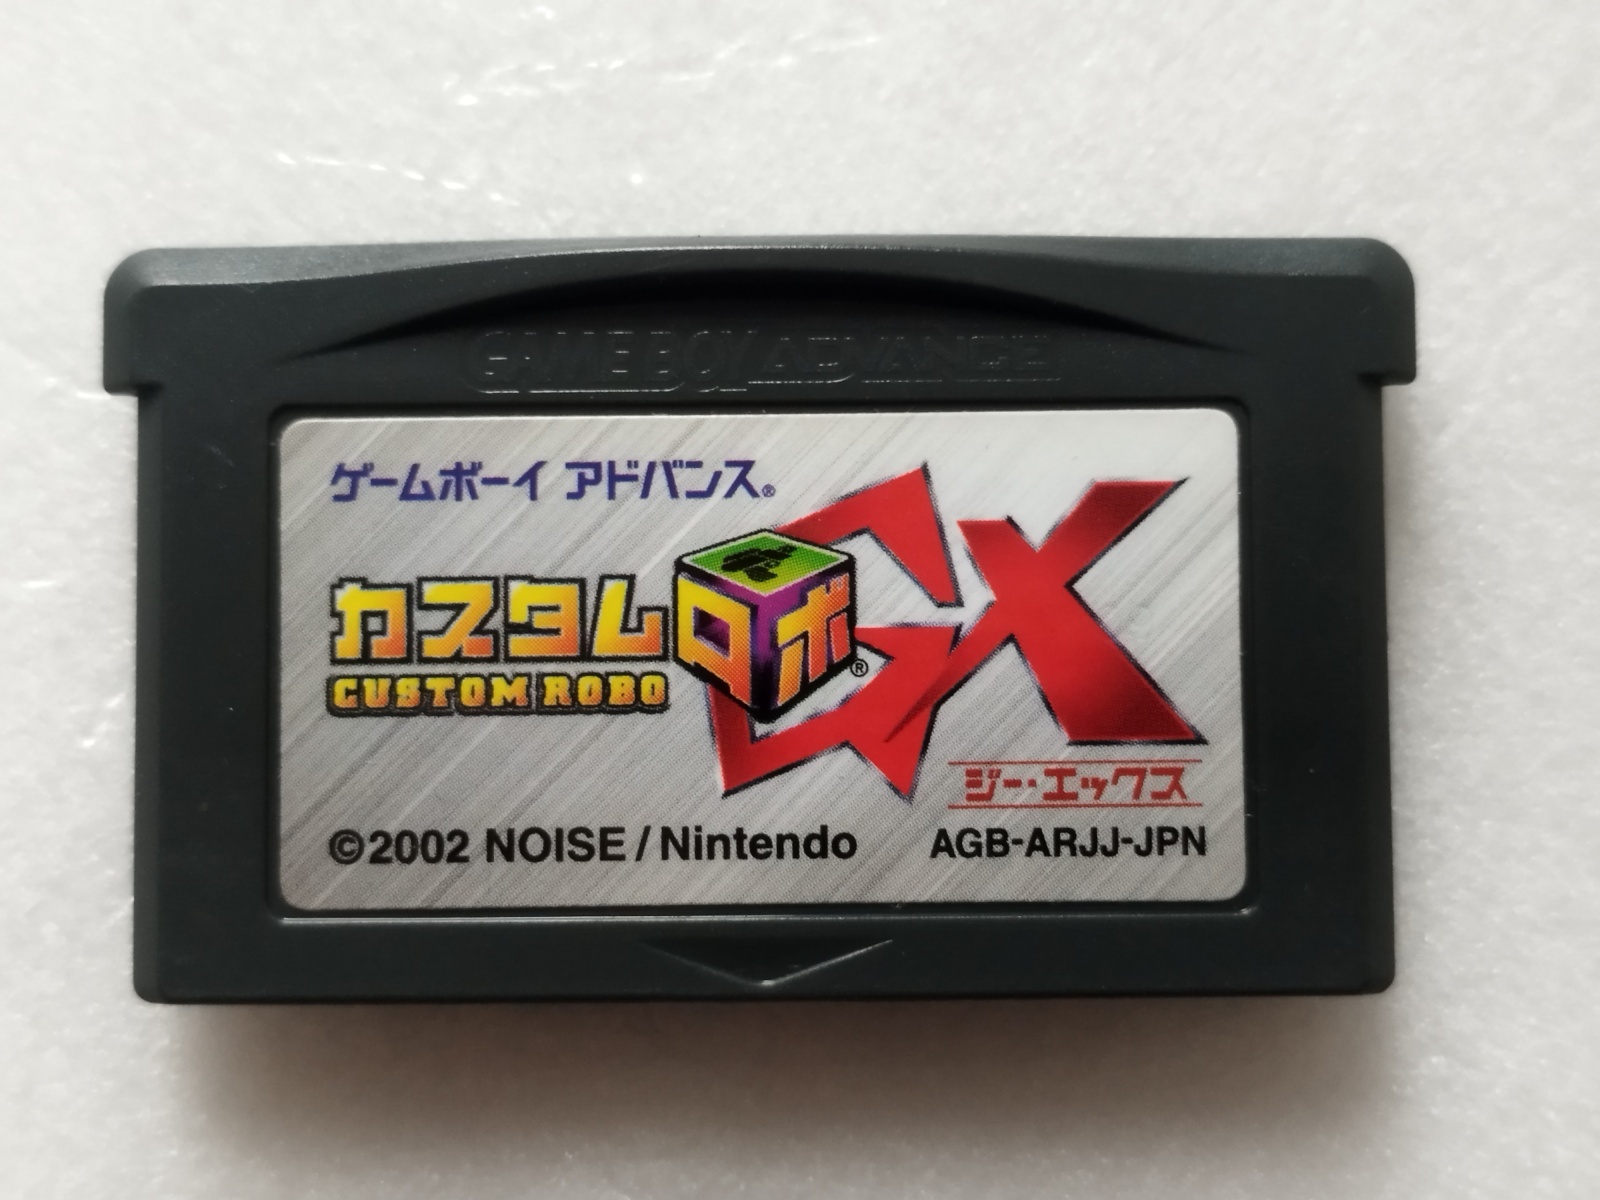 GAME BOY ADVANCE
ゲームボーイ アドバンス®
カスタムロボ® GX
CUSTOM ROBO
ジー・エックス
©2002 NOISE / Nintendo AGB-ARJJ-JPN